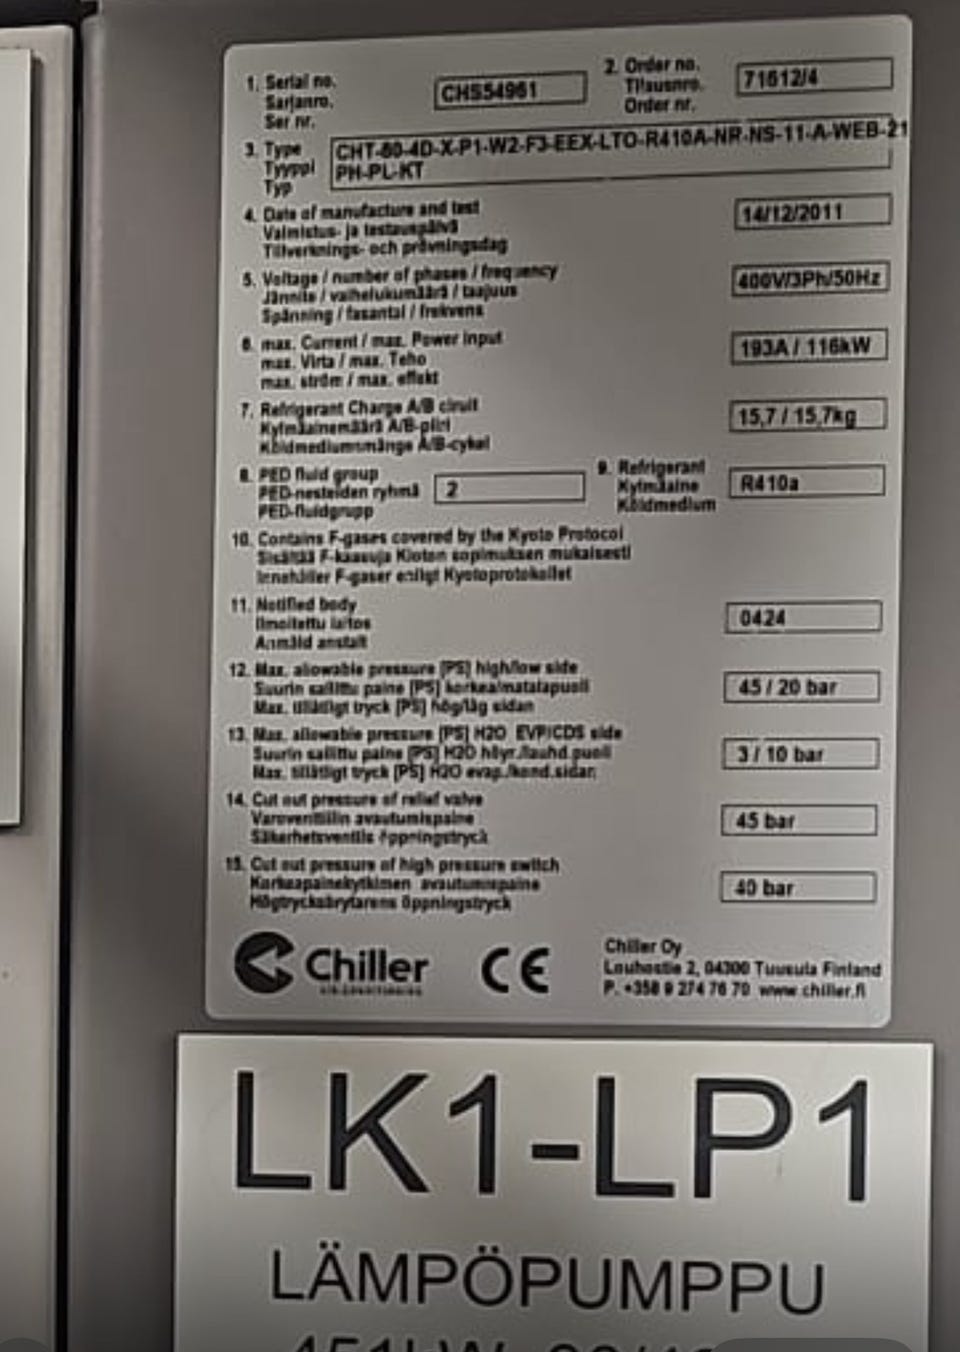 1. Serial no.
Sarjanro.
Ser nr.
CHS54961
2. Order no.
Tilausnro.
Order nr.
71612/4
3. Type
Tyyppi
Typ
CHT-80-4D-X-P1-W2-F3-EEX-LTO-R410A-NR-NS-11-A-WEB-21
PH-PL-KT
4. Date of manufacture and test
Valmistus- ja testauspäivä
Tillverknings- och prövningsdag
14/12/2011
5. Voltage / number of phases / frequency
Jännite / vaihelukumäärä / taajuus
Spänning / fasantal / frekvens
400V/3Ph/50Hz
6. max. Current / max. Power input
max. Virta / max. Teho
max. ström / max. effekt
193A / 116kW
7. Refrigerant Charge A/B ciruit
Kylmäainemäärä A/B-piiri
Köldmediumsmänge A/B-cykel
15,7 / 15,7kg
8. PED fluid group
PED-nesteiden ryhmä
PED-fluidgrupp
2
9. Refrigerant
Kylmäaine
Köldmedium
R410a
10. Contains F-gases covered by the Kyoto Protocol
Sisältää F-kaasuja Kioton sopimuksen mukaisesti
Innehåller F-gaser enligt Kyotoprotokollet
11. Notified body
Ilmoitettu laitos
Anmäld anstalt
0424
12. Max. allowable pressure [PS] high/low side
Suurin sallittu paine [PS] korkea/matalapuoli
Max. tillåtligt tryck [PS] hög/låg sidan
45 / 20 bar
13. Max. allowable pressure [PS] H2O EVP/CDS side
Suurin sallittu paine [PS] H2O höyr./lauhd.puoli
Max. tillåtligt tryck [PS] H2O evap./kond.sidan
3 / 10 bar
14. Cut out pressure of relief valve
Varoventtiilin avautumispaine
Säkerhetsventils öppningstryck
45 bar
15. Cut out pressure of high pressure switch
Korkeapainekytkimen avautumispaine
Högtrycksbrytarens öppningstryck
40 bar
Chiller
AIR CONDITIONING
CE
Chiller Oy
Louhostie 2, 04300 Tuusula Finland
P. +358 9 274 76 70 www.chiller.fi
LK1-LP1
LÄMPÖPUMPPU
451kW